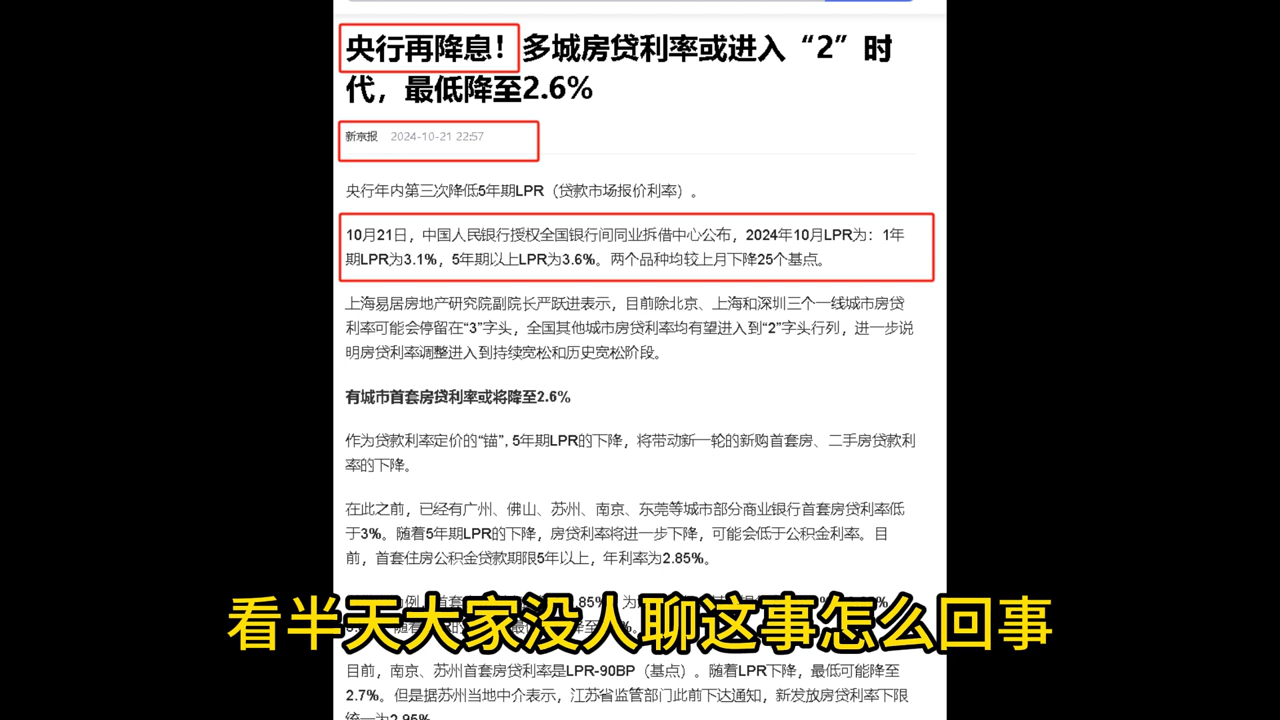 央行再降息！多城房贷利率或进入“2”时
代，最低降至2.6%
新京报 2024-10-21 22:57
央行年内第三次降低5年期LPR（贷款市场报价利率）。
10月21日，中国人民银行授权全国银行间同业拆借中心公布，2024年10月LPR为：1年
期LPR为3.1%，5年期以上LPR为3.6%。两个品种均较上月下降25个基点。
上海易居房地产研究院副院长严跃进表示，目前除北京、上海和深圳三个一线城市房贷
利率可能会停留在“3”字头，全国其他城市房贷利率均有望进入到“2”字头行列，进一步说
明房贷利率调整进入到持续宽松和历史宽松阶段。
有城市首套房贷利率或将降至2.6%
作为贷款利率定价的“锚”，5年期LPR的下降，将带动新一轮的新购首套房、二手房贷款利
率的下降。
在此之前，已经有广州、佛山、苏州、南京、东莞等城市部分商业银行首套房贷利率低
于3%。随着5年期LPR的下降，房贷利率将进一步下降，可能会低于公积金利率。目
前，首套住房公积金贷款期限5年以上，年利率为2.85%。
看半天大家没人聊这事怎么回事
目前，南京、苏州首套房贷利率是LPR-90BP（基点）。随着LPR下降，最低可能降至
2.7%。但是据苏州当地中介表示，江苏省监管部门此前下达通知，新发放房贷利率下限
统一为2.95%